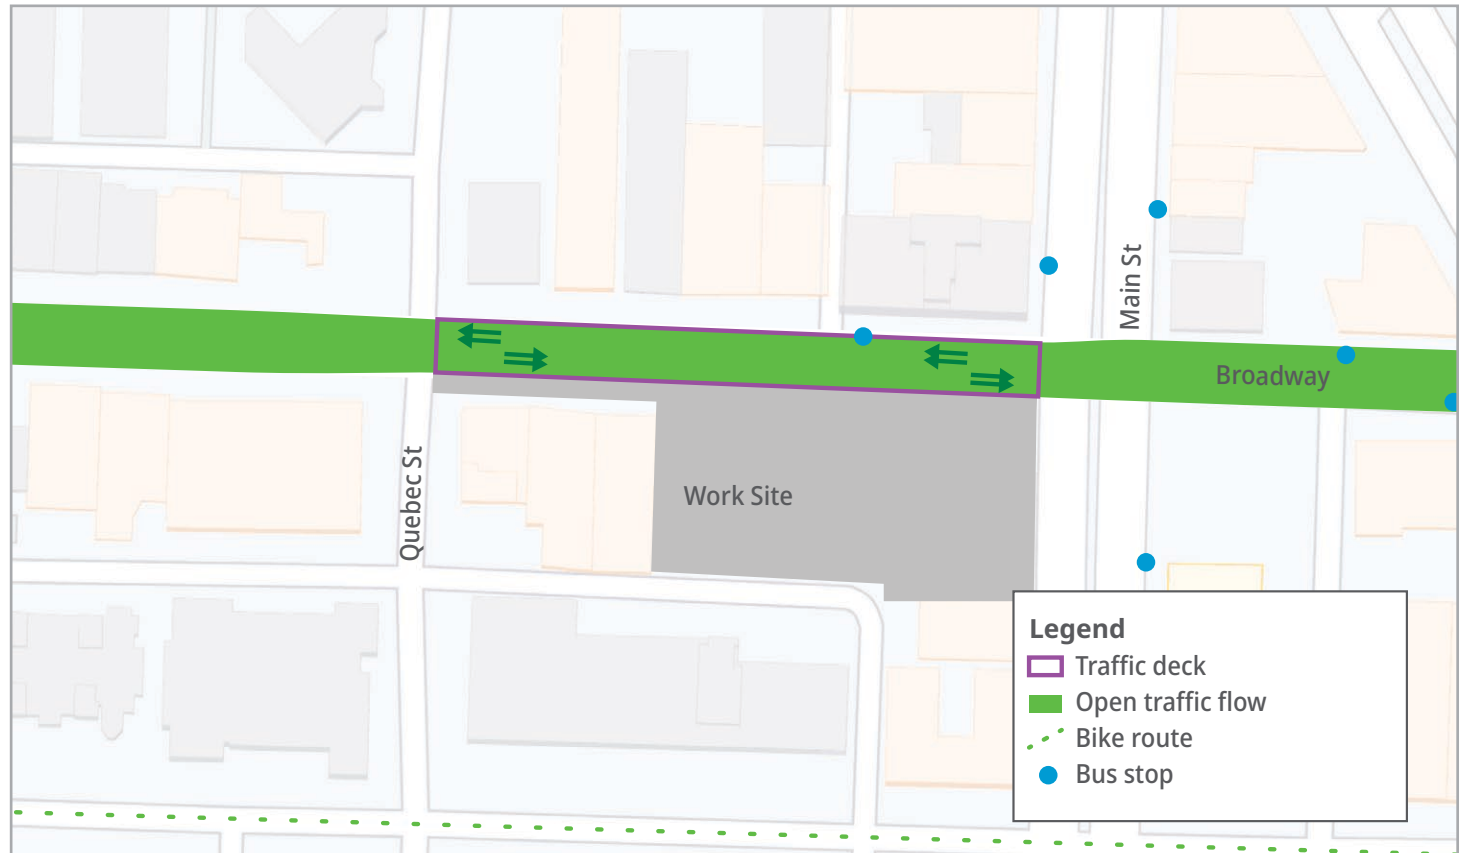 Main St
Broadway
Quebec St
Work Site
Legend
Traffic deck
Open traffic flow
Bike route
Bus stop